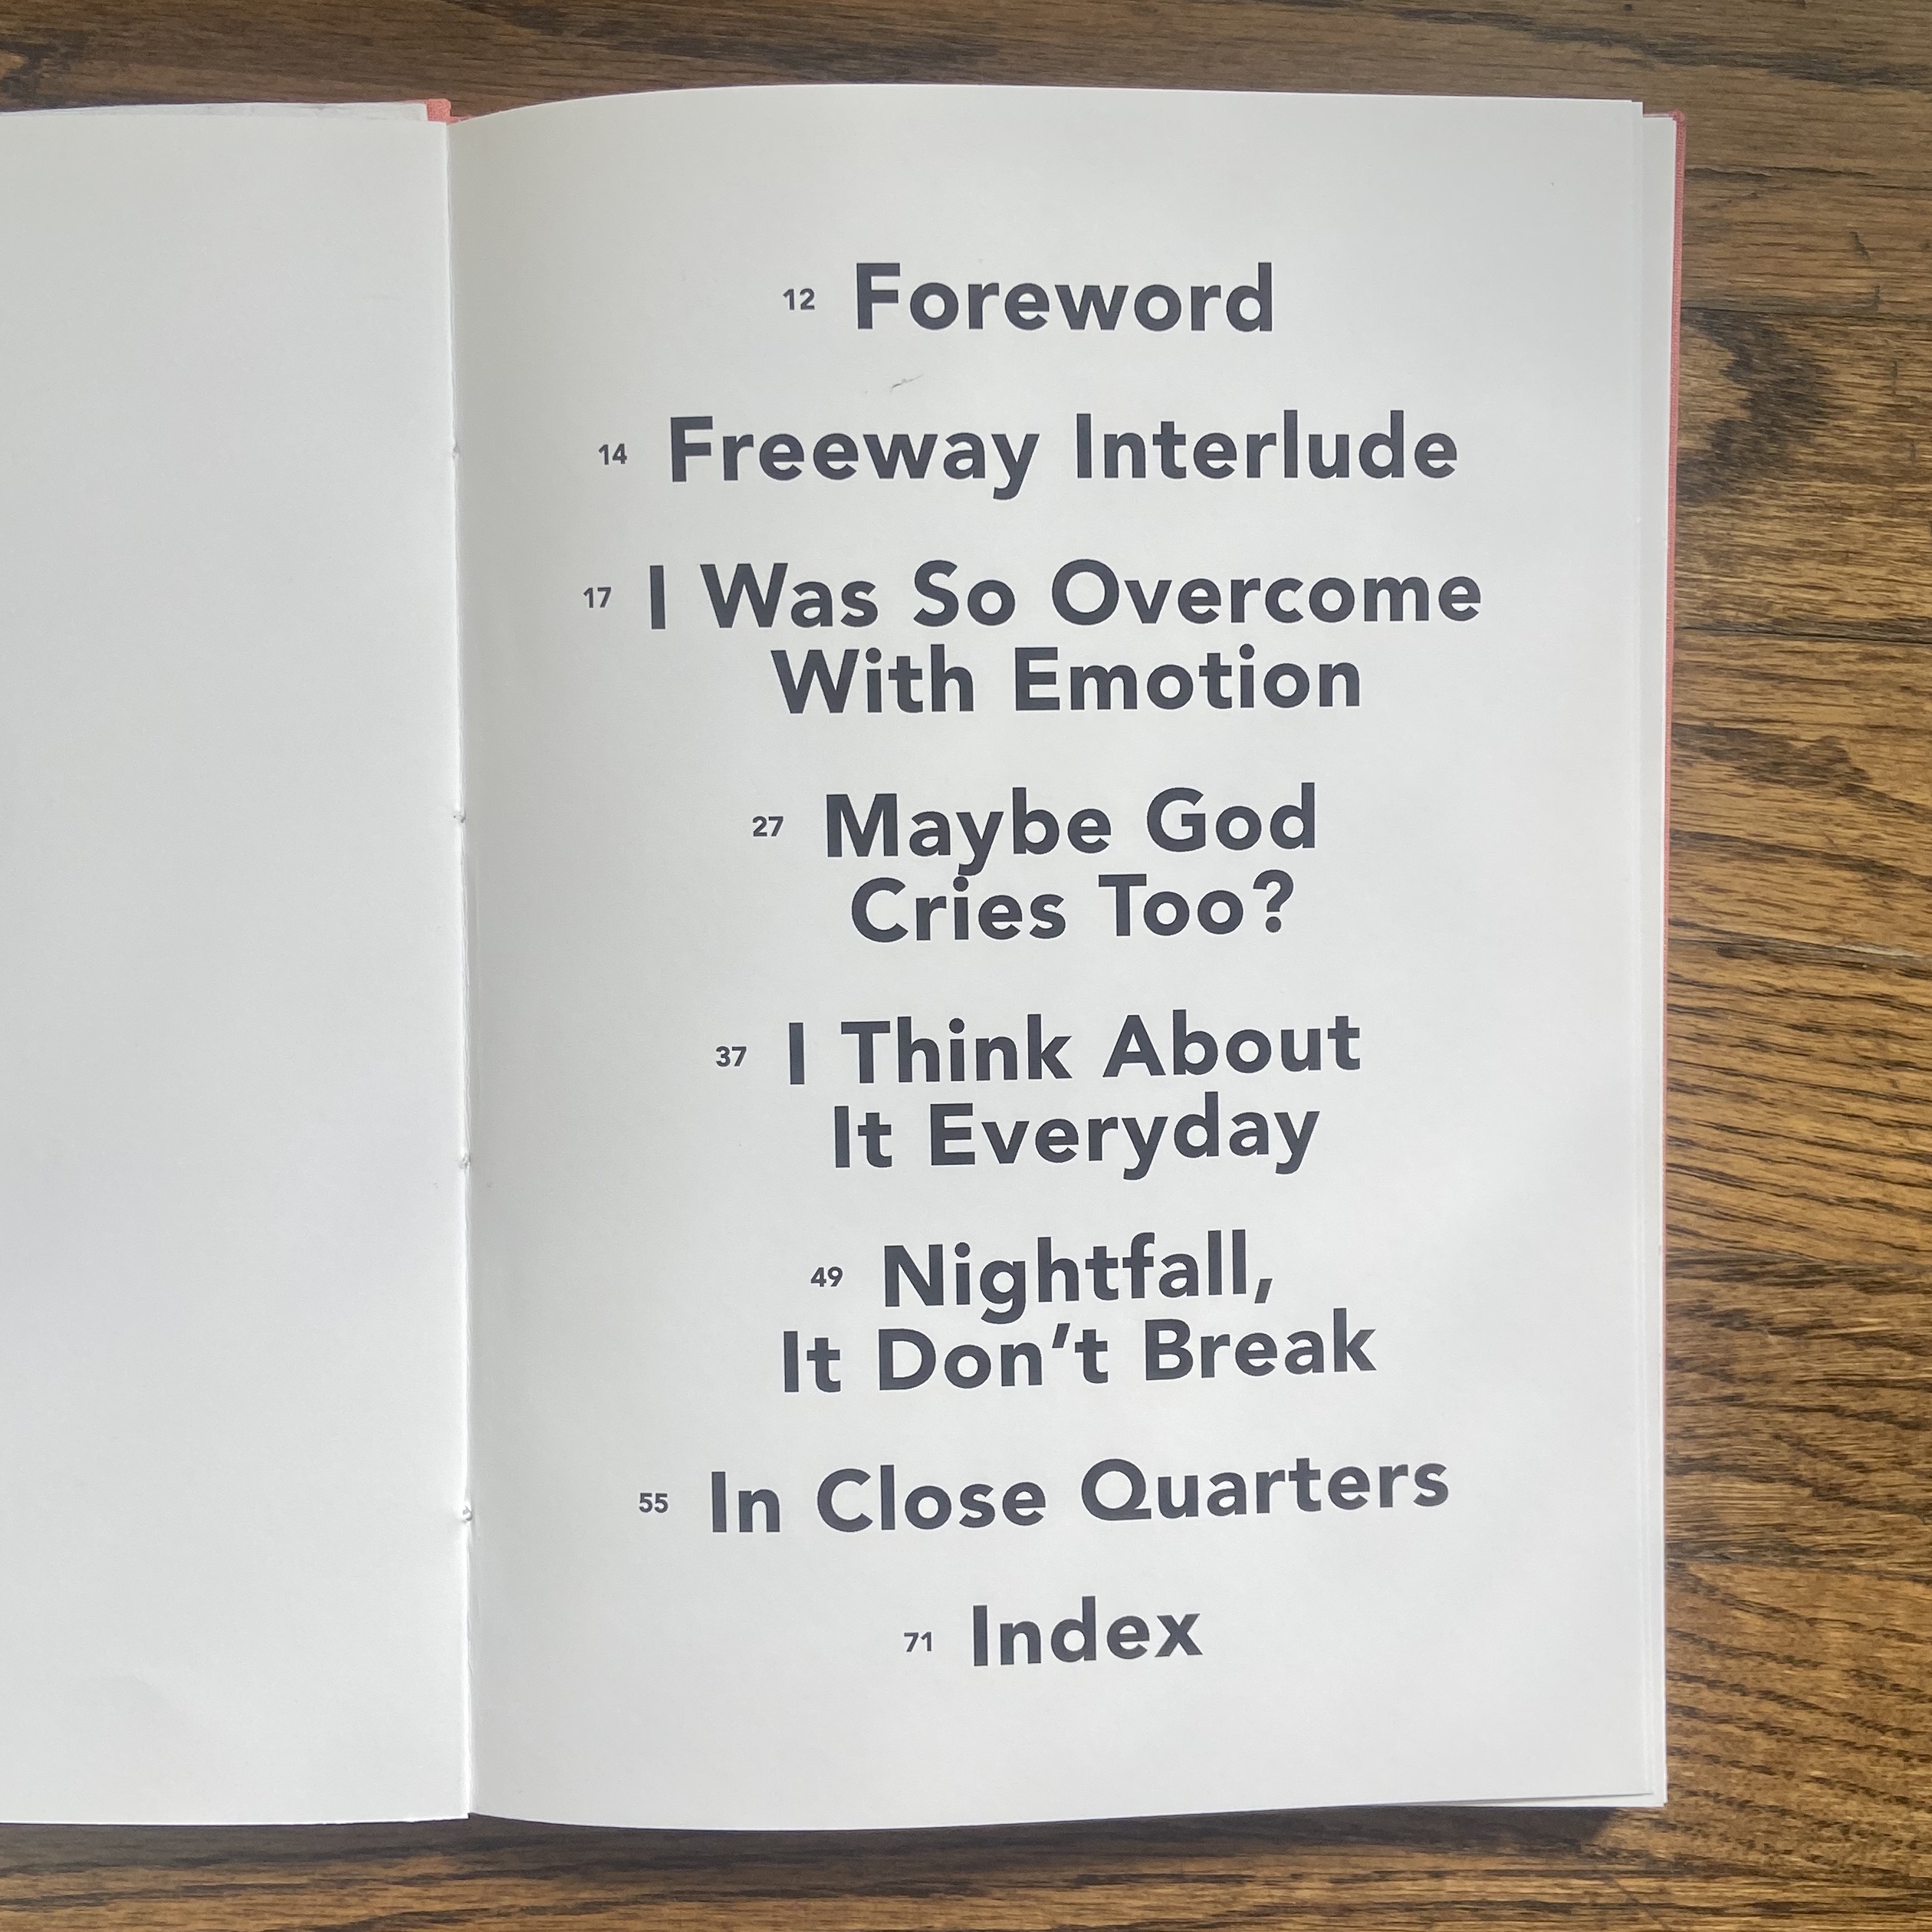 12 Foreword
14 Freeway Interlude
17 I Was So Overcome
With Emotion
27 Maybe God
Cries Too?
37 I Think About
It Everyday
49 Nightfall,
It Don’t Break
55 In Close Quarters
71 Index